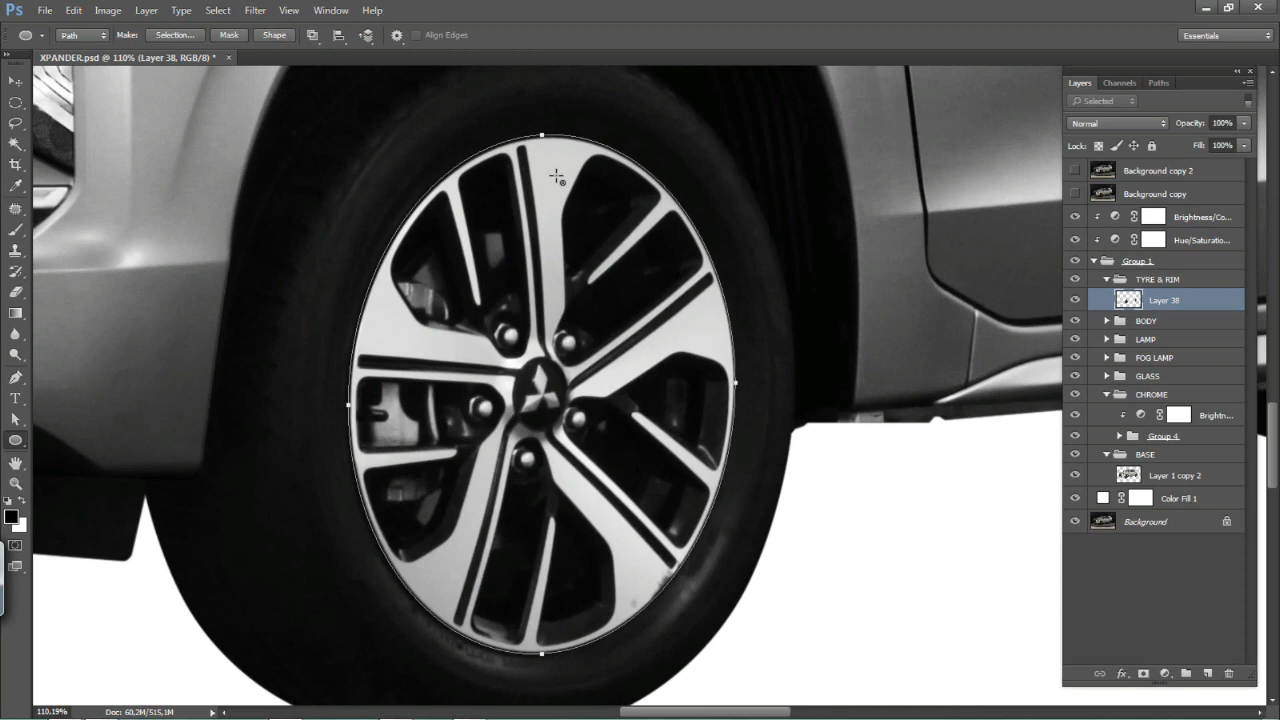 Ps File Edit Image Layer Type Select Filter View Window Help
Path Make: Selection... Mask Shape Align Edges Essentials
XPANDER.psd @ 110% (Layer 38, RGB/8) * ×
Layers Channels Paths
Selected
Normal Opacity: 100%
Lock: Fill: 100%
Background copy 2
Background copy
Brightness/Co...
Hue/Saturatio...
Group 1
TYRE & RIM
Layer 38
BODY
LAMP
FOG LAMP
GLASS
CHROME
Brightn...
Group 4
BASE
Layer 1 copy 2
Color Fill 1
Background
110.19% Doc: 60,2M/515,1M